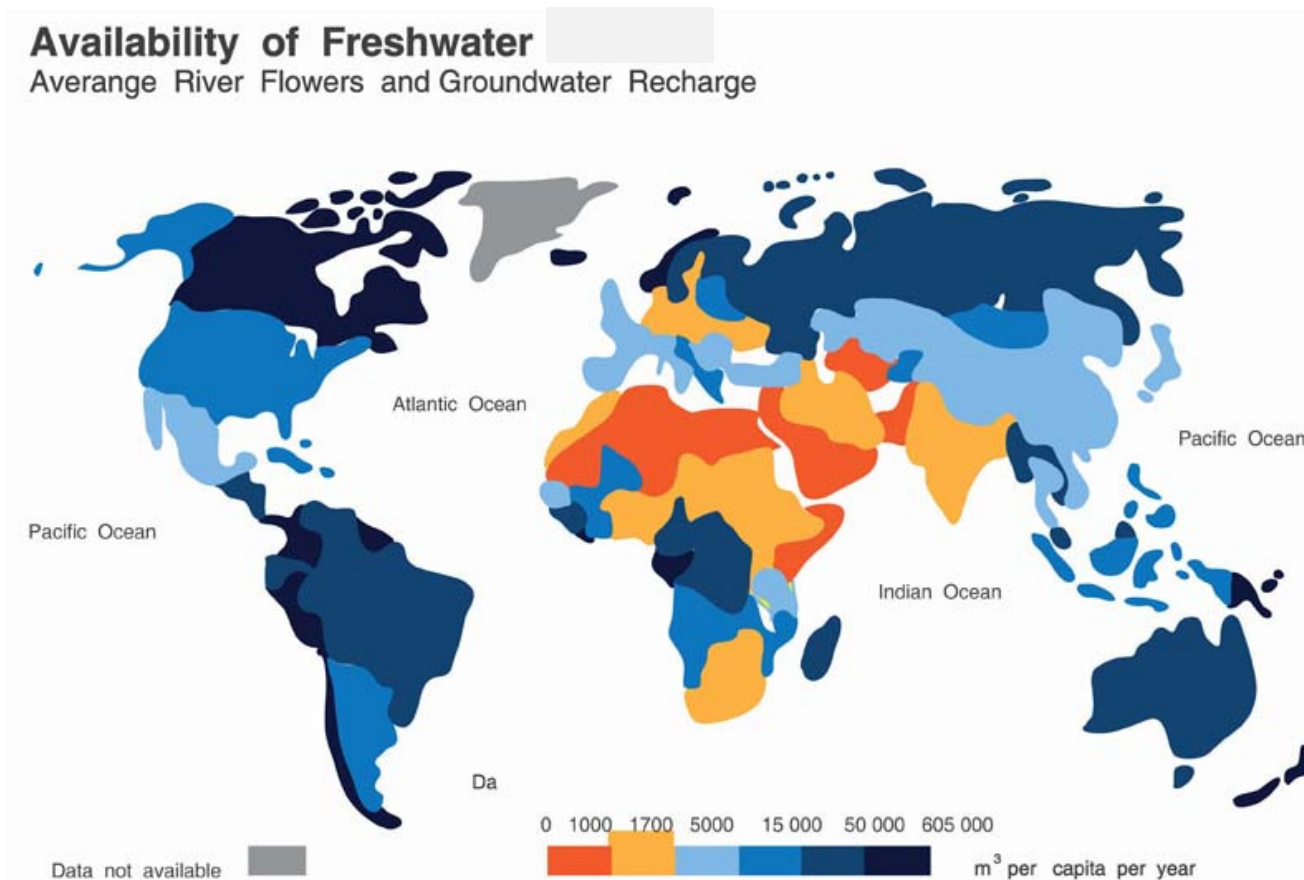 Availability of Freshwater
Averange River Flowers and Groundwater Recharge
Atlantic Ocean
Pacific Ocean
Pacific Ocean
Indian Ocean
Da
0 1000 1700 5000 15 000 50 000 605 000
Data not available
m³ per capita per year